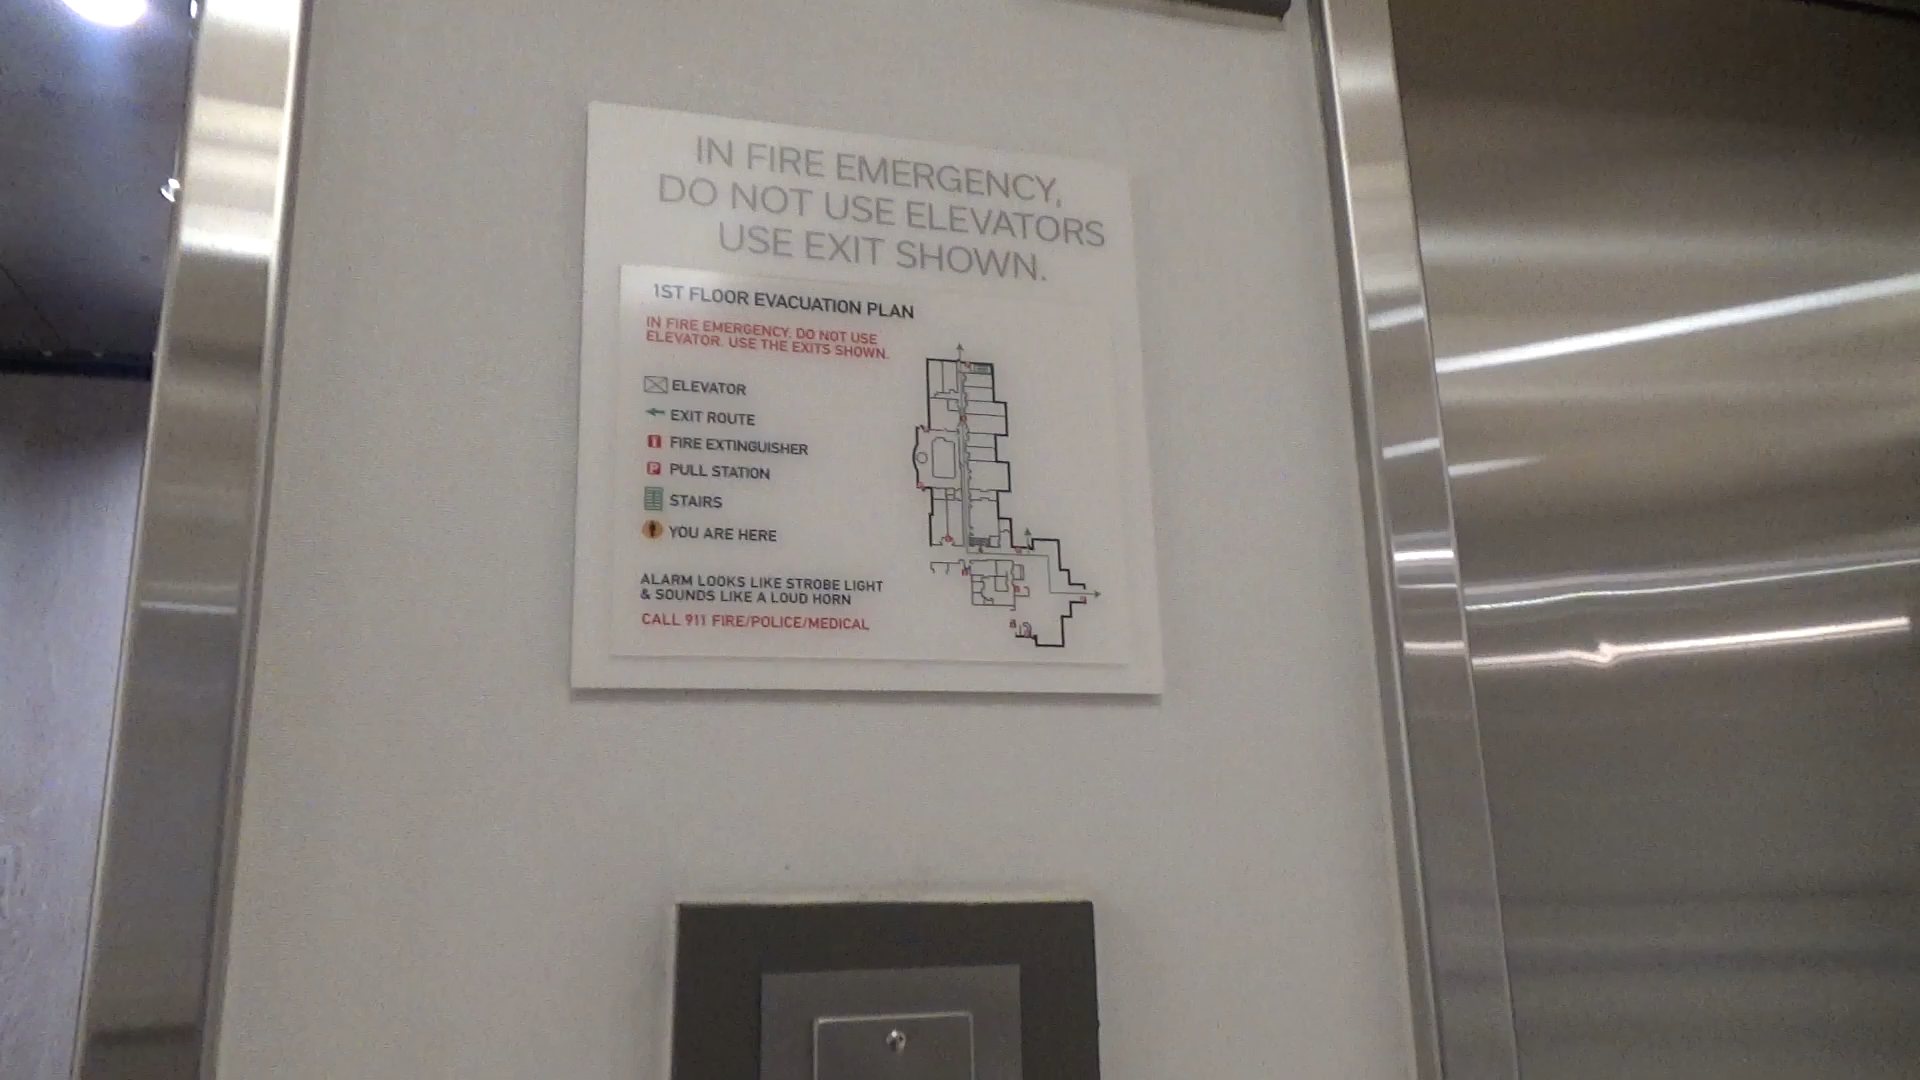 IN FIRE EMERGENCY,
DO NOT USE ELEVATORS
USE EXIT SHOWN.
1ST FLOOR EVACUATION PLAN
IN FIRE EMERGENCY, DO NOT USE
ELEVATOR. USE THE EXITS SHOWN.
ELEVATOR
EXIT ROUTE
FIRE EXTINGUISHER
P PULL STATION
STAIRS
YOU ARE HERE
ALARM LOOKS LIKE STROBE LIGHT
& SOUNDS LIKE A LOUD HORN
CALL 911 FIRE/POLICE/MEDICAL